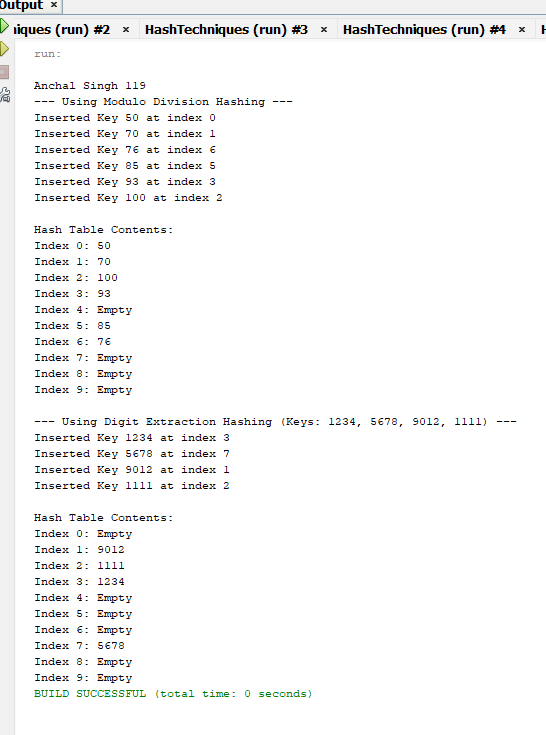 Output ×
iques (run) #2 × HashTechniques (run) #3 × HashTechniques (run) #4 × H
run:
Anchal Singh 119
--- Using Modulo Division Hashing ---
Inserted Key 50 at index 0
Inserted Key 70 at index 1
Inserted Key 76 at index 6
Inserted Key 85 at index 5
Inserted Key 93 at index 3
Inserted Key 100 at index 2
Hash Table Contents:
Index 0: 50
Index 1: 70
Index 2: 100
Index 3: 93
Index 4: Empty
Index 5: 85
Index 6: 76
Index 7: Empty
Index 8: Empty
Index 9: Empty
--- Using Digit Extraction Hashing (Keys: 1234, 5678, 9012, 1111) ---
Inserted Key 1234 at index 3
Inserted Key 5678 at index 7
Inserted Key 9012 at index 1
Inserted Key 1111 at index 2
Hash Table Contents:
Index 0: Empty
Index 1: 9012
Index 2: 1111
Index 3: 1234
Index 4: Empty
Index 5: Empty
Index 6: Empty
Index 7: 5678
Index 8: Empty
Index 9: Empty
BUILD SUCCESSFUL (total time: 0 seconds)